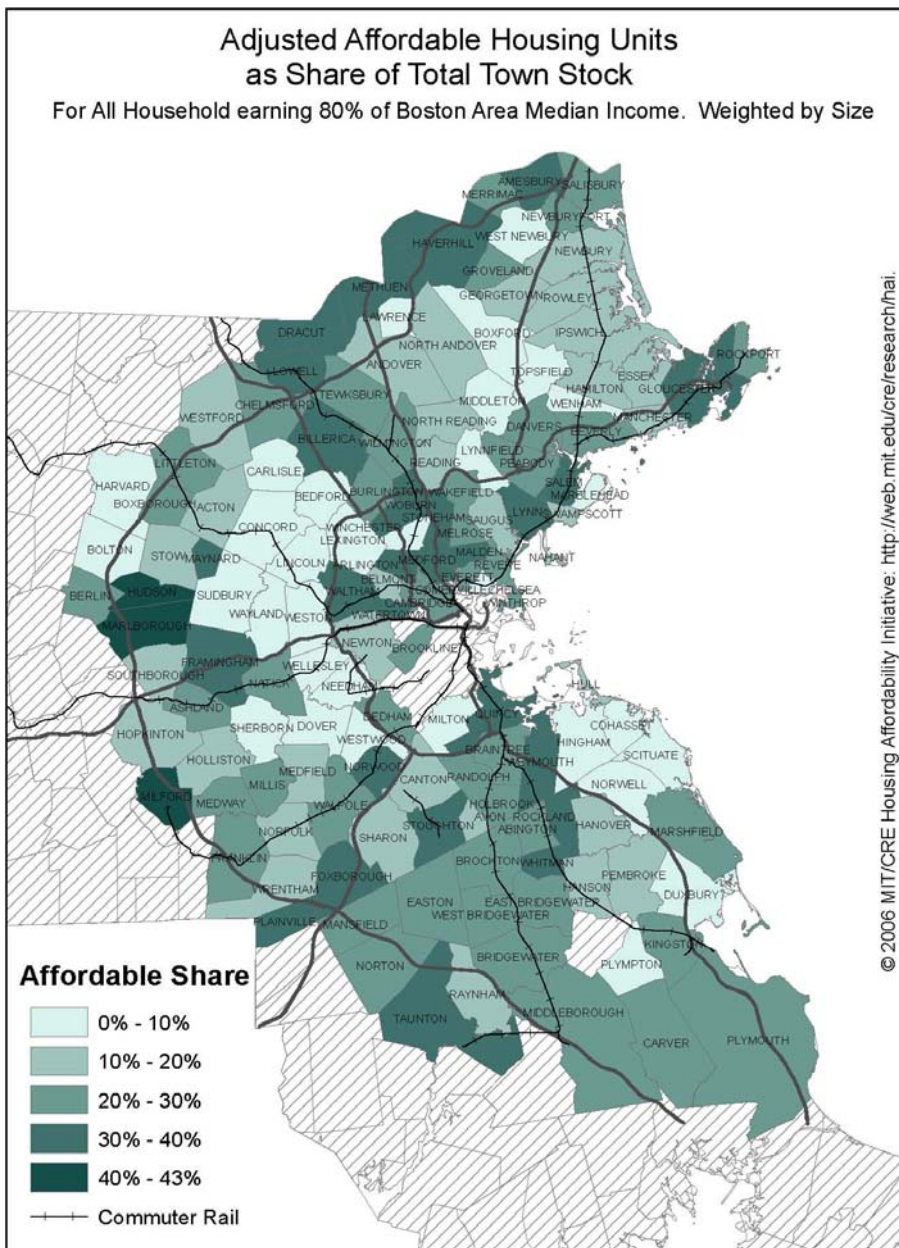 Adjusted Affordable Housing Units
as Share of Total Town Stock
For All Household earning 80% of Boston Area Median Income.  Weighted by Size
AMESBURY
SALISBURY
MERRIMAC
NEWBURYPORT
WEST NEWBURY
HAVERHILL
NEWBURY
GROVELAND
METHUEN
GEORGETOWN
ROWLEY
LAWRENCE
DRACUT
BOXFORD
IPSWICH
NORTH ANDOVER
ROCKPORT
ANDOVER
LOWELL
TOPSFIELD
ESSEX
HAMILTON
GLOUCESTER
TEWKSBURY
CHELMSFORD
MIDDLETON
WENHAM
WESTFORD
NORTH READING
DANVERS
MANCHESTER
BEVERLY
BILLERICA
WILMINGTON
LYNNFIELD
LITTLETON
READING
PEABODY
CARLISLE
SALEM
HARVARD
BEDFORD
BURLINGTON
WAKEFIELD
MARBLEHEAD
BOXBOROUGH
ACTON
WOBURN
STONEHAM
LYNN
SWAMPSCOTT
CONCORD
WINCHESTER
SAUGUS
LEXINGTON
MELROSE
BOLTON
STOW
MAYNARD
LINCOLN
ARLINGTON
MEDFORD
MALDEN
NAHANT
REVERE
BELMONT
EVERETT
BERLIN
HUDSON
SUDBURY
WALTHAM
SOMERVILLE
CHELSEA
CAMBRIDGE
WINTHROP
WAYLAND
WESTON
WATERTOWN
MARLBOROUGH
NEWTON
BROOKLINE
FRAMINGHAM
WELLESLEY
SOUTHBOROUGH
NATICK
NEEDHAM
HULL
ASHLAND
DEDHAM
MILTON
QUINCY
COHASSET
HOPKINTON
SHERBORN
DOVER
WESTWOOD
HINGHAM
SCITUATE
BRAINTREE
WEYMOUTH
HOLLISTON
MEDFIELD
NORWOOD
CANTON
RANDOLPH
NORWELL
MILFORD
MILLIS
MEDWAY
WALPOLE
HOLBROOK
AVON
ROCKLAND
STOUGHTON
ABINGTON
HANOVER
MARSHFIELD
NORFOLK
SHARON
FRANKLIN
BROCKTON
WHITMAN
FOXBOROUGH
PEMBROKE
WRENTHAM
HANSON
DUXBURY
EASTON
EAST BRIDGEWATER
WEST BRIDGEWATER
PLAINVILLE
MANSFIELD
KINGSTON
NORTON
BRIDGEWATER
PLYMPTON
RAYNHAM
TAUNTON
MIDDLEBOROUGH
CARVER
PLYMOUTH
Affordable Share
0% - 10%
10% - 20%
20% - 30%
30% - 40%
40% - 43%
Commuter Rail
© 2006 MIT/CRE Housing Affordability Initiative: http://web.mit.edu/cre/research/hai.